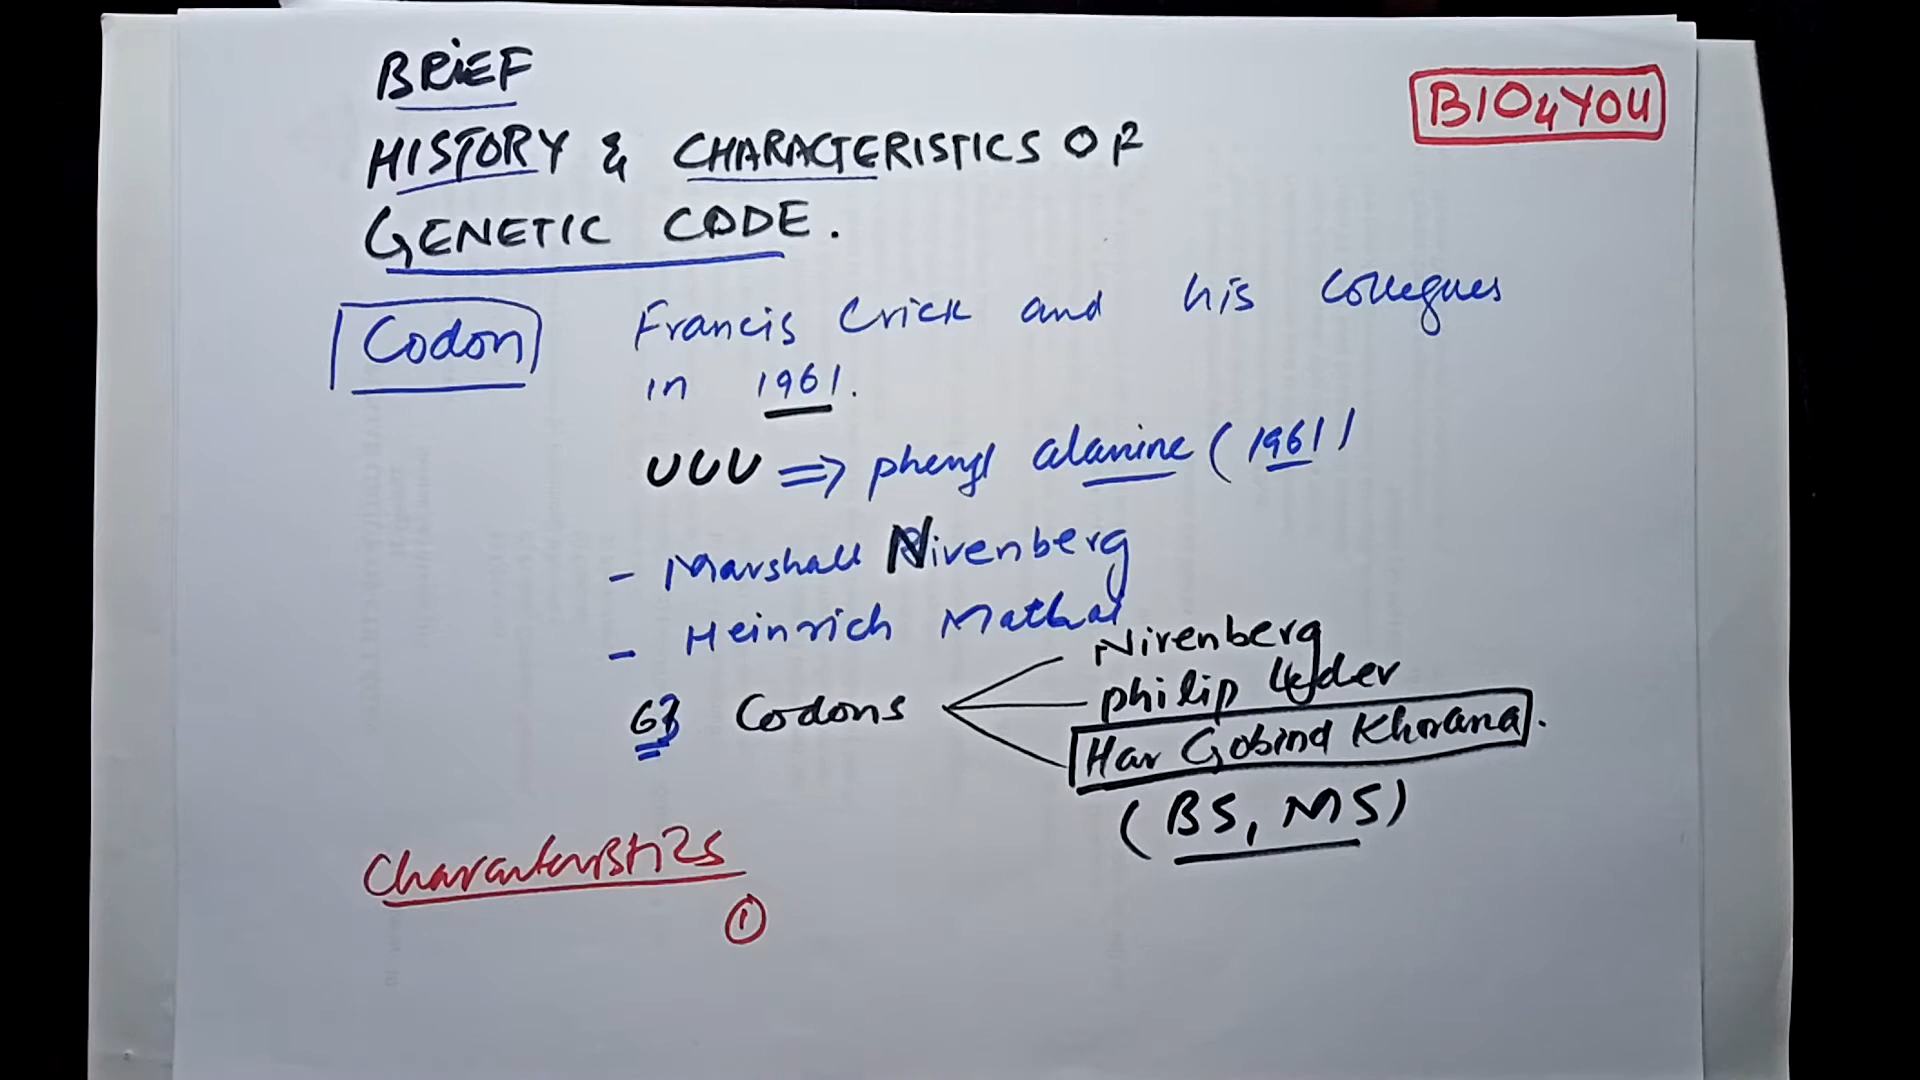 BRIEF
BIO4YOU
HISTORY & CHARACTERISTICS OF
GENETIC CODE.
Codon
Francis Crick and his collegues
in 1961.
UUU => phenyl alanine (1961)
- Marshall Nirenberg
- Heinrich Mathai
63 Codons
Nirenberg
philip Leder
Har Gobind Khorana.
(BS, MS)
Characteristics
1